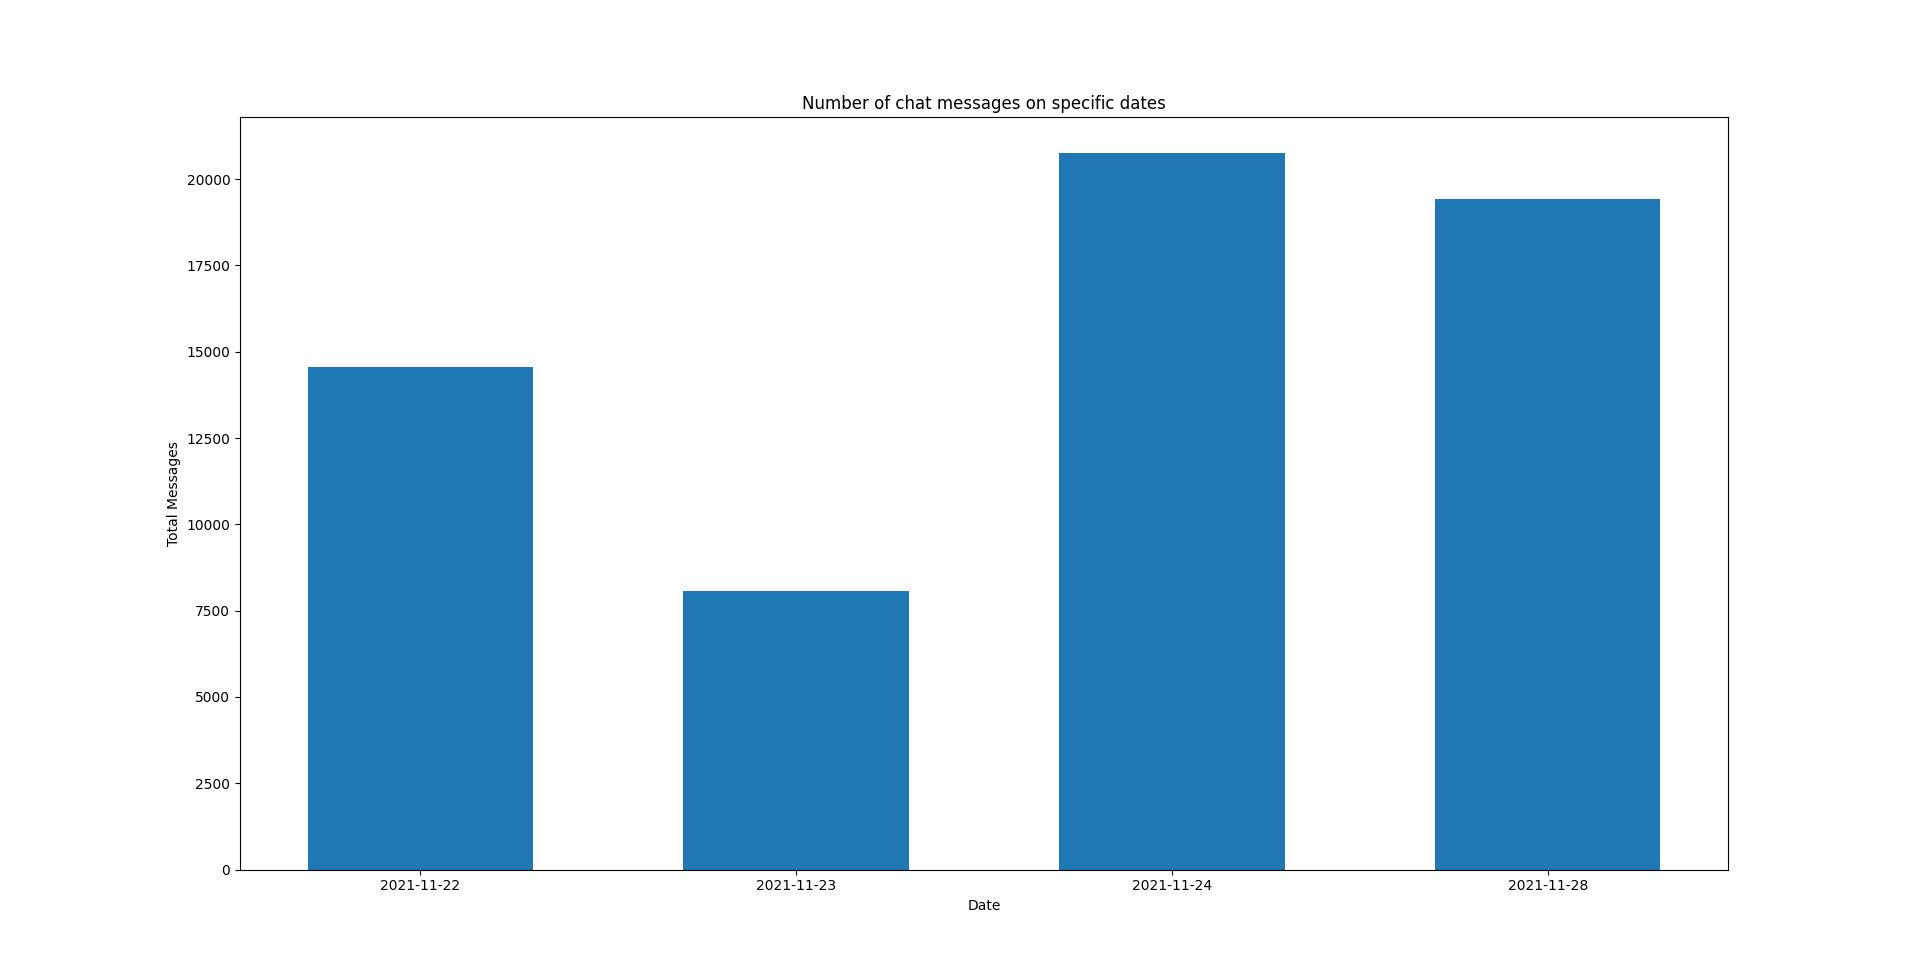 Number of chat messages on specific dates
20000
17500
15000
12500
10000
7500
5000
2500
0
Total Messages
2021-11-22 2021-11-23 2021-11-24 2021-11-28
Date